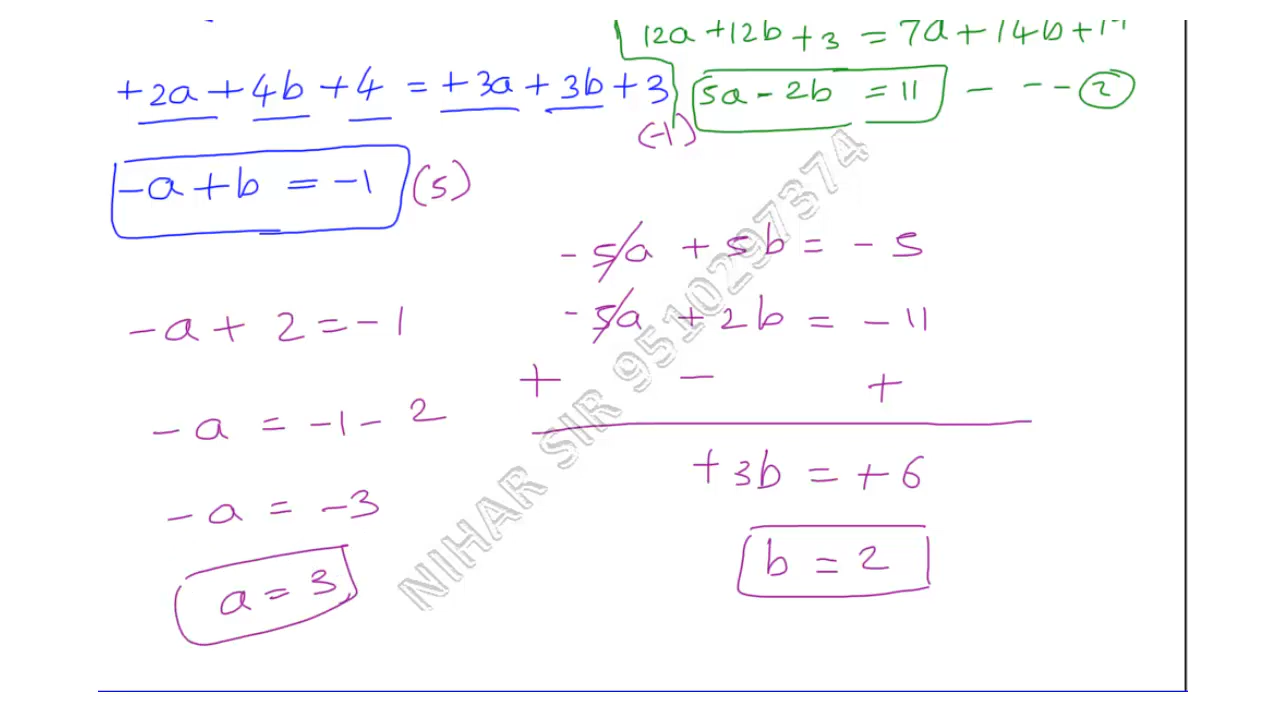 12a + 12b + 3 = 7a + 14b +
+2a + 4b + 4 = +3a + 3b + 3
5a - 2b = 11 - - - 2
(-1)
-a + b = -1 (5)
-5a + 5b = -5
-5a + 2b = -11
+ - +
+3b = +6
b = 2
-a + 2 = -1
-a = -1 - 2
-a = -3
a = 3
NIHAR SIR 9510297374